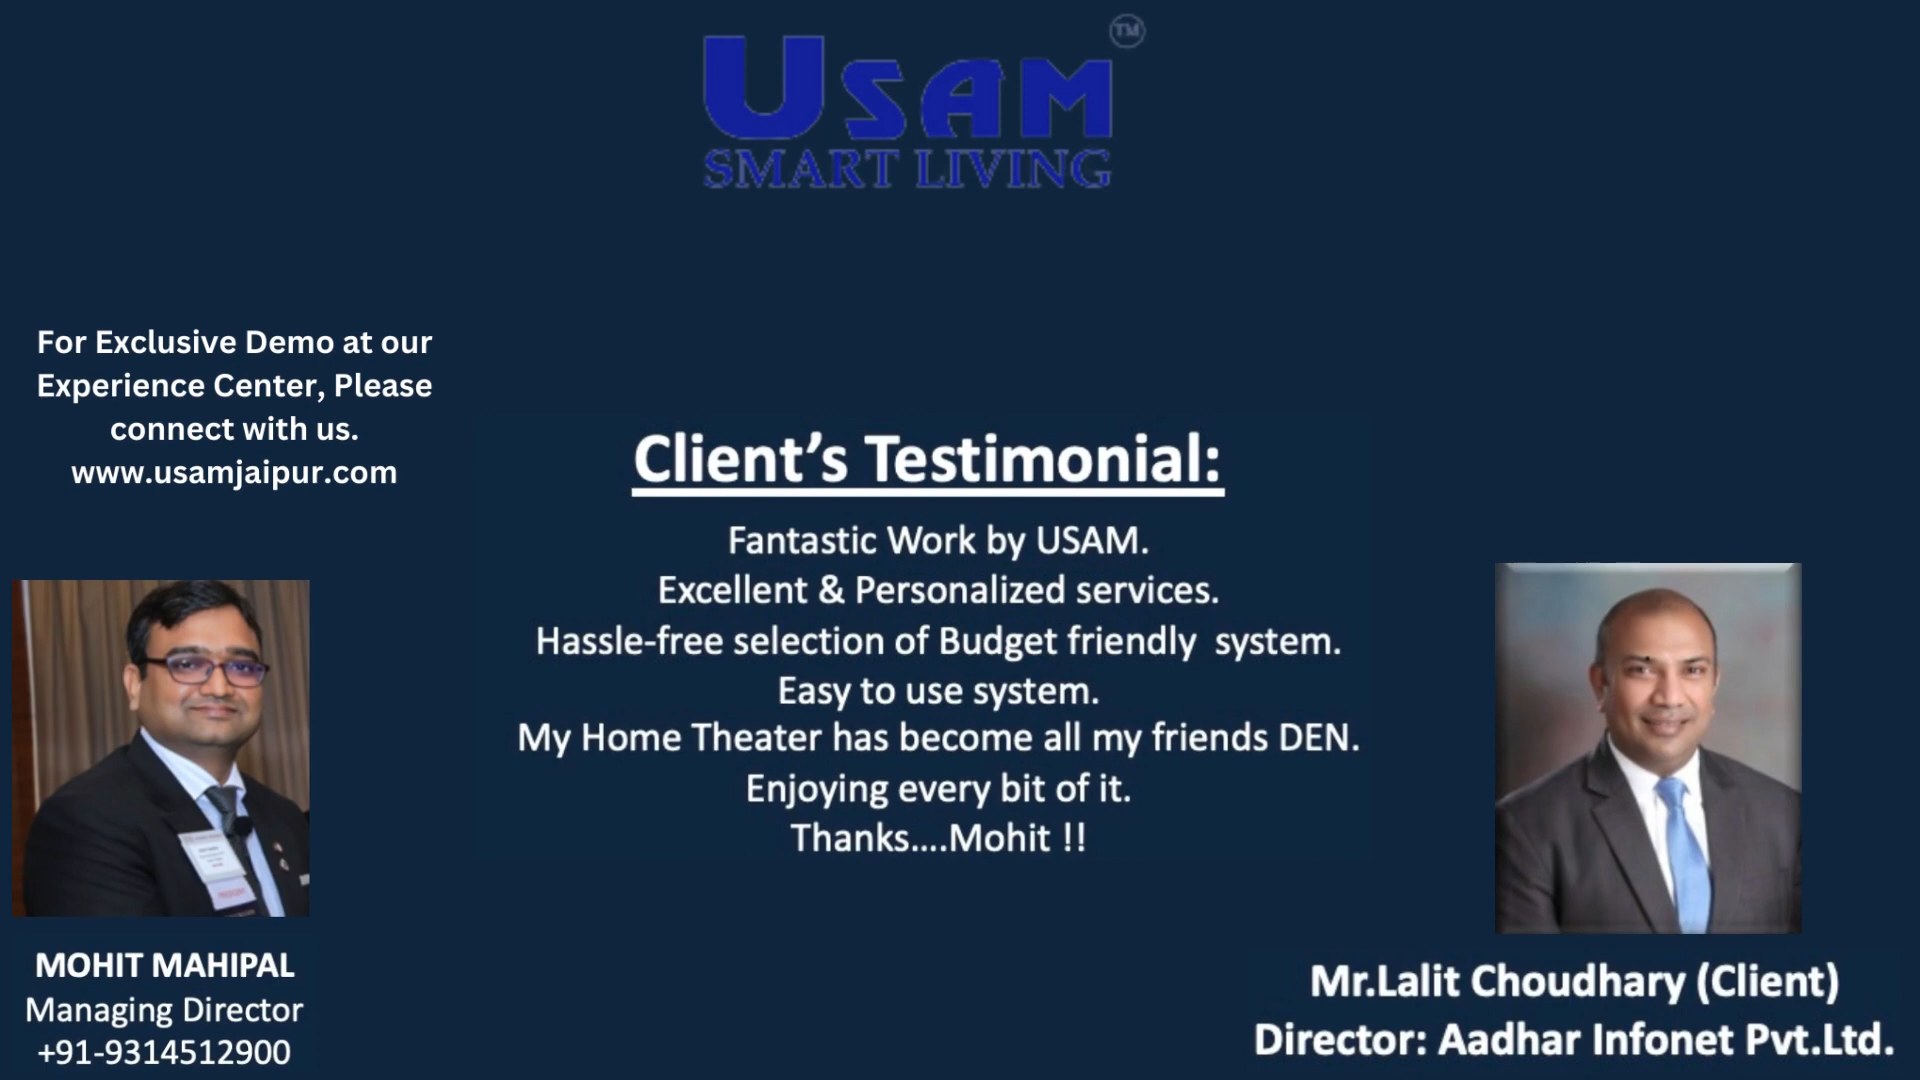 USAM
TM
SMART LIVING
For Exclusive Demo at our
Experience Center, Please
connect with us.
www.usamjaipur.com
Client’s Testimonial:
Fantastic Work by USAM.
Excellent & Personalized services.
Hassle-free selection of Budget friendly system.
Easy to use system.
My Home Theater has become all my friends DEN.
Enjoying every bit of it.
Thanks....Mohit !!
MOHIT MAHIPAL
Managing Director
+91-9314512900
Mr.Lalit Choudhary (Client)
Director: Aadhar Infonet Pvt.Ltd.